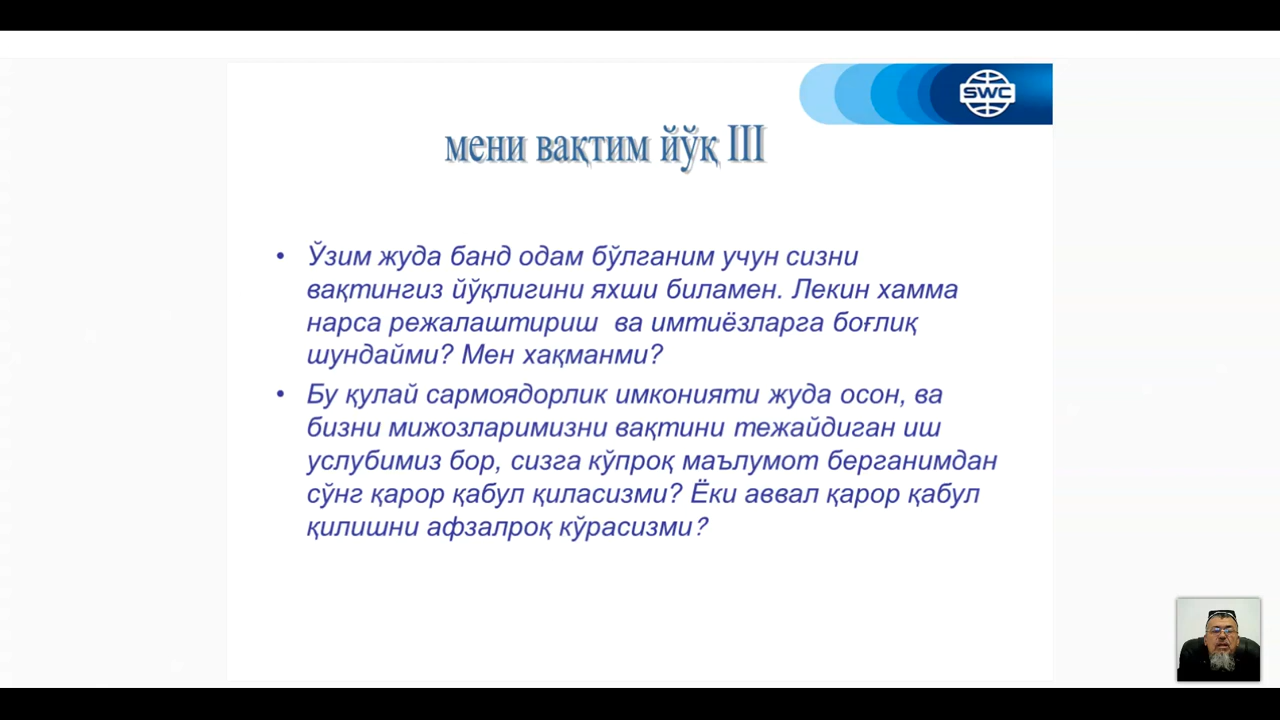 SWC
мени вақтим йўқ III
• Ўзим жуда банд одам бўлганим учун сизни
вақтингиз йўқлигини яхши биламен. Лекин хамма
нарса режалаштириш ва имтиёзларга боғлиқ
шундайми? Мен хақманми?
• Бу қулай сармоядорлик имконияти жуда осон, ва
бизни мижозларимизни вақтини тежайдиган иш
услубимиз бор, сизга кўпроқ маълумот берганимдан
сўнг қарор қабул қиласизми? Ёки аввал қарор қабул
қилишни афзалроқ кўрасизми?